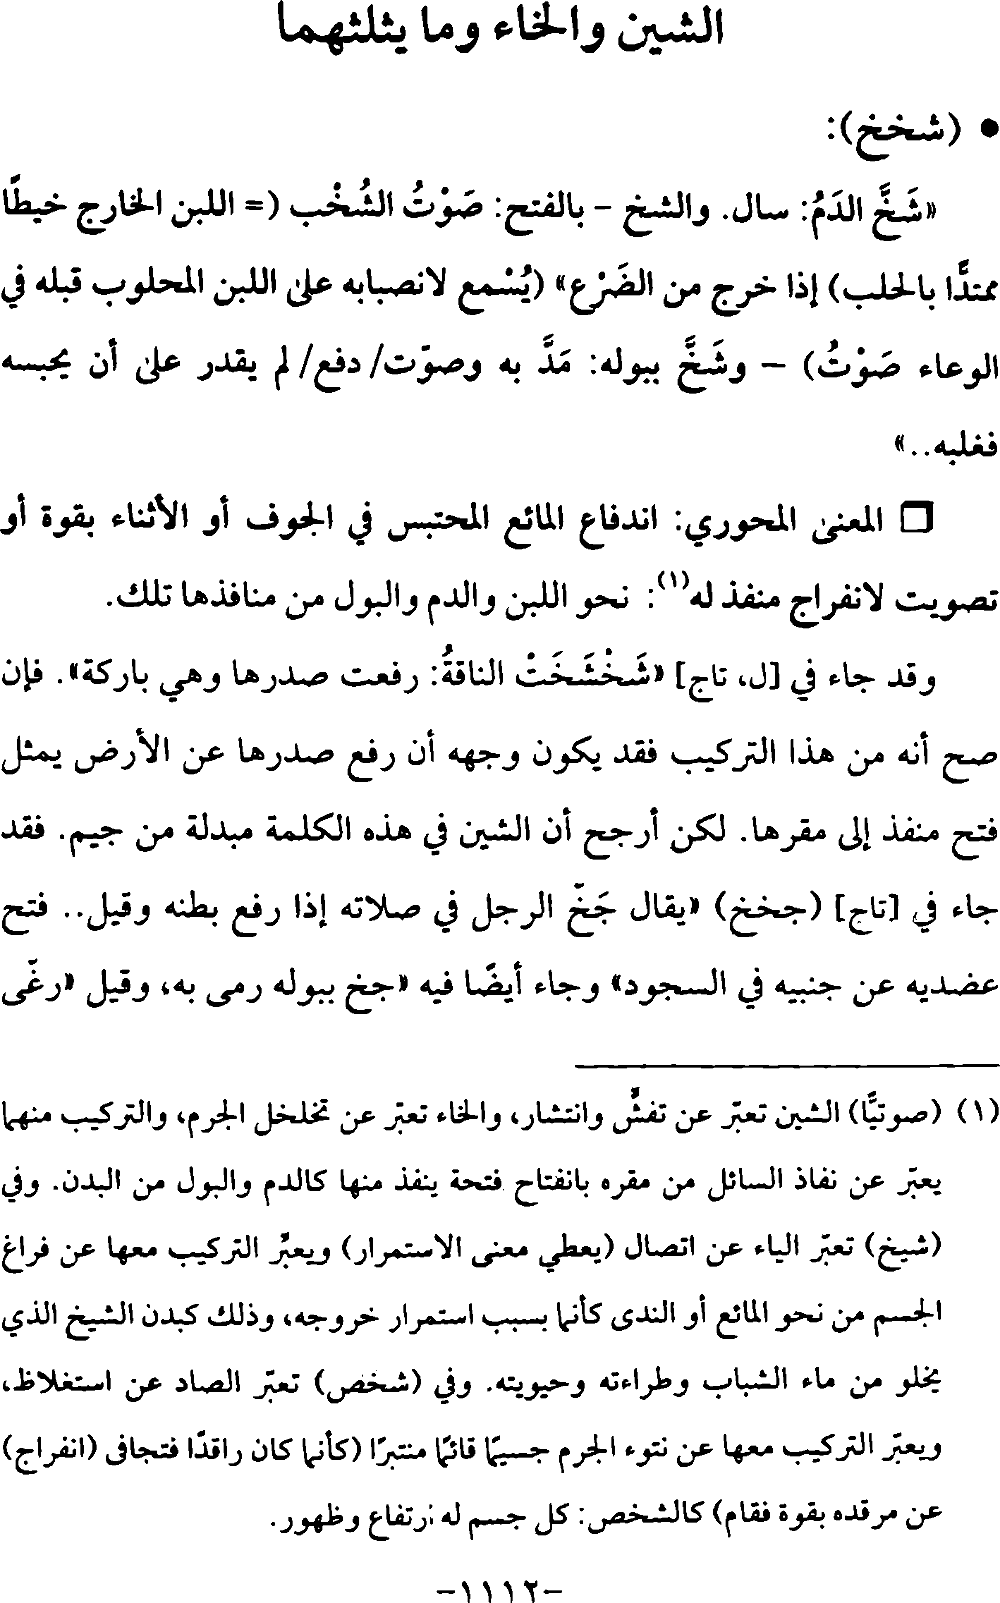 الشين والخاء وما يثلثهما
• (شخخ):
«شَخَّ الدَمُ: سال. والشخ - بالفتح: صَوْتُ الشُخْب (= اللبن الخارج خيطًا
ممتدًّا بالحلب) إذا خرج من الضَرْع» (يُسْمع لانصبابه على اللبن المحلوب قبله في
الوعاء صَوْتُ) - وشَخَّ ببوله: مَدَّ به وصوّت/ دفع/ لم يقدر على أن يحبسه
فغلبه..»
□ المعنى المحوري: اندفاع المائع المحتبس في الجوف أو الأثناء بقوة أو
تصويت لانفراج منفذ له(١): نحو اللبن والدم والبول من منافذها تلك.
وقد جاء في [ل، تاج] «شَخْشَخَتْ الناقةُ: رفعت صدرها وهي باركة». فإن
صح أنه من هذا التركيب فقد يكون وجهه أن رفع صدرها عن الأرض يمثل
فتح منفذ إلى مقرها. لكن أرجح أن الشين في هذه الكلمة مبدلة من جيم. فقد
جاء في [تاج] (جخخ) «يقال جَخّ الرجل في صلاته إذا رفع بطنه وقيل.. فتح
عضديه عن جنبيه في السجود» وجاء أيضًا فيه «جخ ببوله رمى به، وقيل «رغّى
(١) (صوتيًّا) الشين تعبّر عن تفشٍّ وانتشار، والخاء تعبّر عن تخلخل الجرم، والتركيب منهما
يعبّر عن نفاذ السائل من مقره بانفتاح فتحة ينفذ منها كالدم والبول من البدن. وفي
(شيخ) تعبّر الياء عن اتصال (يعطي معنى الاستمرار) ويعبِّر التركيب معها عن فراغ
الجسم من نحو المائع أو الندى كأنما بسبب استمرار خروجه، وذلك كبدن الشيخ الذي
يخلو من ماء الشباب وطراءته وحيويته. وفي (شخص) تعبّر الصاد عن استغلاظ،
ويعبّر التركيب معها عن نتوء الجرم جسيمًا قائمًا منتبرًا (كأنما كان راقدًا فتجافى (انفراج)
عن مرقده بقوة فقام) كالشخص: كل جسم له ارتفاع وظهور.
-١١١٢-